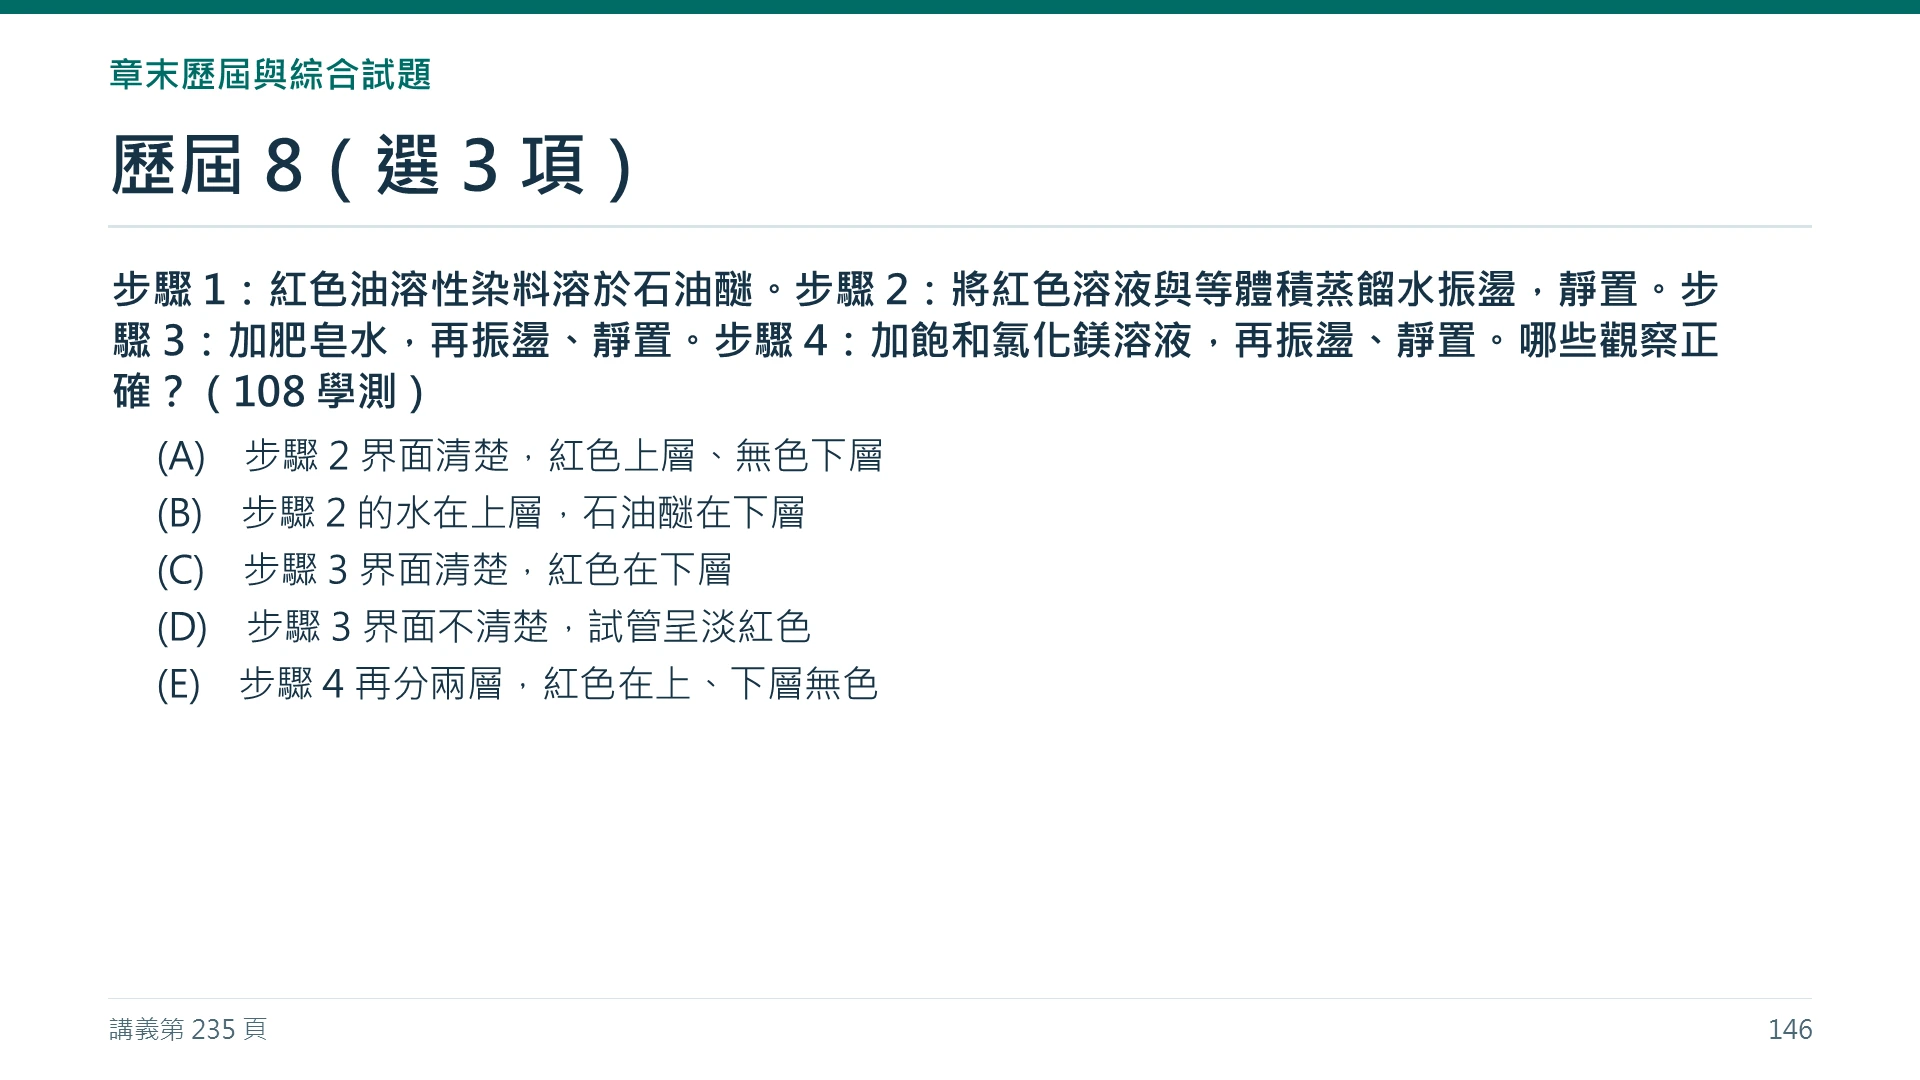 章末歷屆與綜合試題
歷屆 8（選 3 項）
步驟 1：紅色油溶性染料溶於石油醚。步驟 2：將紅色溶液與等體積蒸餾水振盪，靜置。步
驟 3：加肥皂水，再振盪、靜置。步驟 4：加飽和氯化鎂溶液，再振盪、靜置。哪些觀察正
確？（108 學測）
(A) 步驟 2 界面清楚，紅色上層、無色下層
(B) 步驟 2 的水在上層，石油醚在下層
(C) 步驟 3 界面清楚，紅色在下層
(D) 步驟 3 界面不清楚，試管呈淡紅色
(E) 步驟 4 再分兩層，紅色在上、下層無色
講義第 235 頁
146